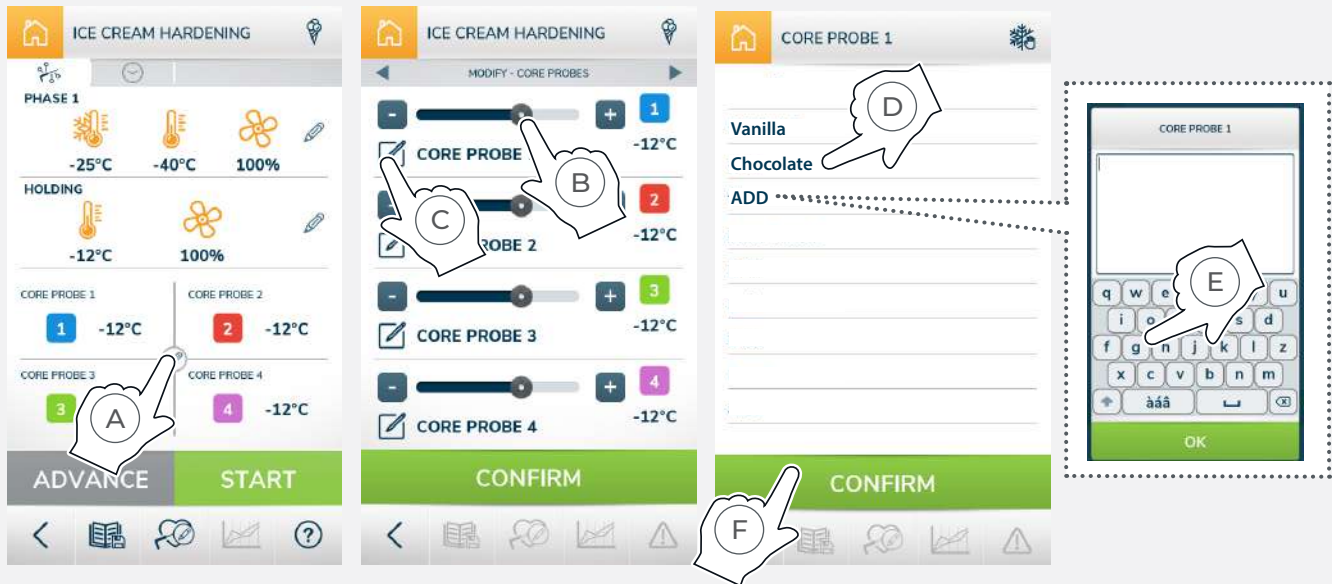 ICE CREAM HARDENING
PHASE 1
-25°C -40°C 100%
HOLDING
-12°C 100%
CORE PROBE 1 CORE PROBE 2
1 -12°C 2 -12°C
CORE PROBE 3 CORE PROBE 4
3 4 -12°C
A
ADVANCE START
?
ICE CREAM HARDENING
MODIFY - CORE PROBES
- + 1
CORE PROBE -12°C
B
C
- 2
OBE 2 -12°C
- + 3
CORE PROBE 3 -12°C
- + 4
CORE PROBE 4 -12°C
CONFIRM
CORE PROBE 1
D
Vanilla
Chocolate
ADD
CONFIRM
F
CORE PROBE 1
E
q w e u
i o s d
f g n j k l z
x c v b n m
àáâ
OK